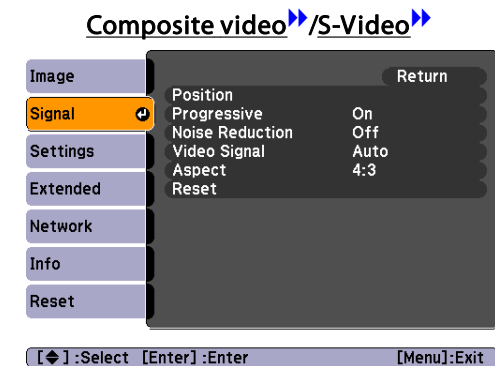 Composite video/S-Video
Image
Signal
Settings
Extended
Network
Info
Reset
Return
Position
Progressive On
Noise Reduction Off
Video Signal Auto
Aspect 4:3
Reset
[◆] :Select [Enter] :Enter [Menu]:Exit